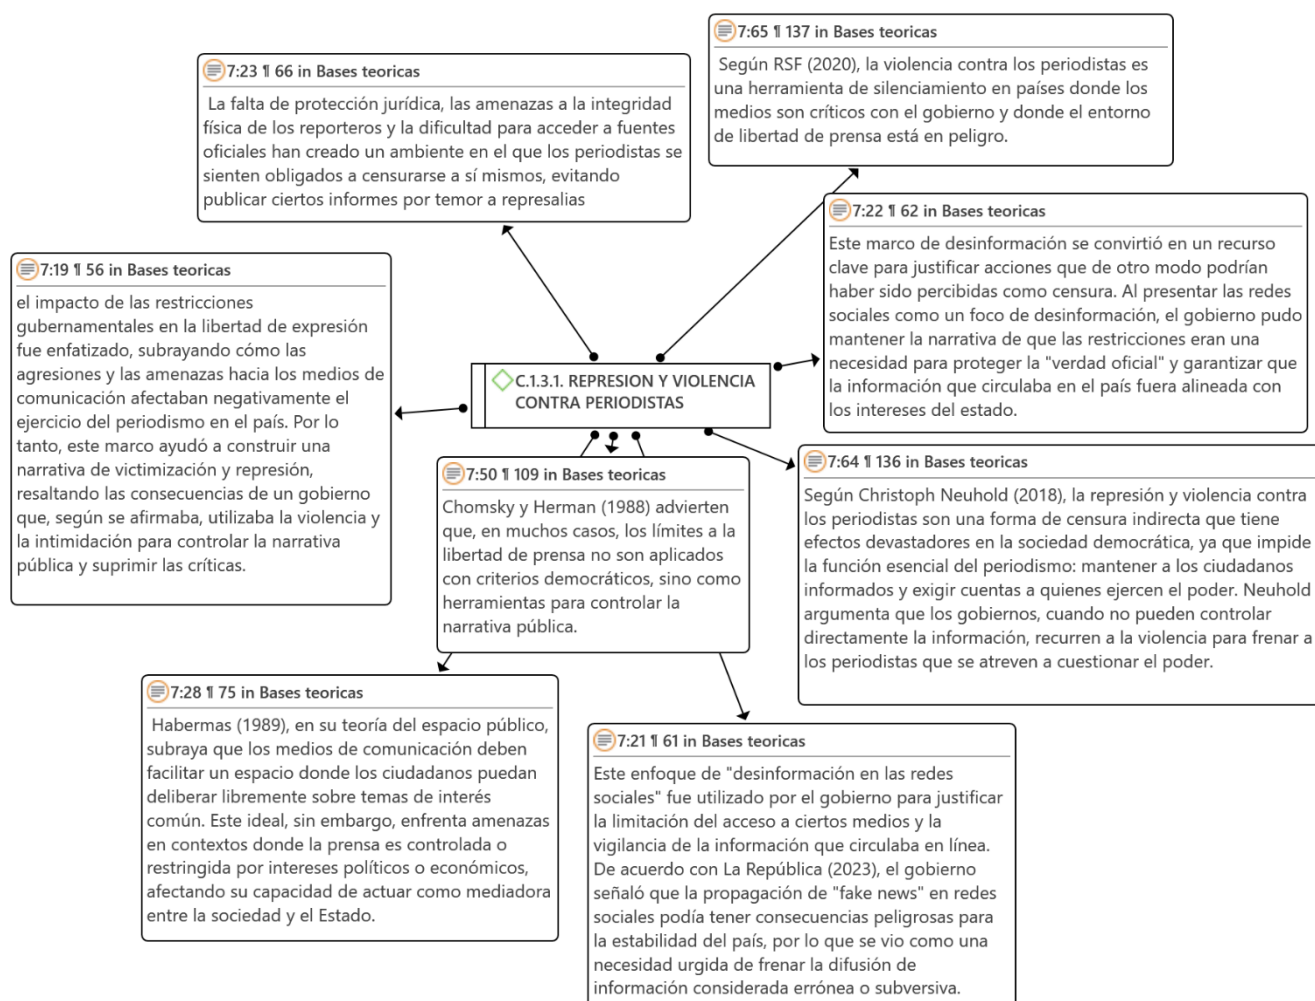 7:65 ¶ 137 in Bases teoricas
Según RSF (2020), la violencia contra los periodistas es
una herramienta de silenciamiento en países donde los
medios son críticos con el gobierno y donde el entorno
de libertad de prensa está en peligro.
7:23 ¶ 66 in Bases teoricas
La falta de protección jurídica, las amenazas a la integridad
física de los reporteros y la dificultad para acceder a fuentes
oficiales han creado un ambiente en el que los periodistas se
sienten obligados a censurarse a sí mismos, evitando
publicar ciertos informes por temor a represalias
7:22 ¶ 62 in Bases teoricas
Este marco de desinformación se convirtió en un recurso
clave para justificar acciones que de otro modo podrían
haber sido percibidas como censura. Al presentar las redes
sociales como un foco de desinformación, el gobierno pudo
mantener la narrativa de que las restricciones eran una
necesidad para proteger la "verdad oficial" y garantizar que
la información que circulaba en el país fuera alineada con
los intereses del estado.
7:19 ¶ 56 in Bases teoricas
el impacto de las restricciones
gubernamentales en la libertad de expresión
fue enfatizado, subrayando cómo las
agresiones y las amenazas hacia los medios de
comunicación afectaban negativamente el
ejercicio del periodismo en el país. Por lo
tanto, este marco ayudó a construir una
narrativa de victimización y represión,
resaltando las consecuencias de un gobierno
que, según se afirmaba, utilizaba la violencia y
la intimidación para controlar la narrativa
pública y suprimir las críticas.
C.1.3.1. REPRESION Y VIOLENCIA
CONTRA PERIODISTAS
7:50 ¶ 109 in Bases teoricas
Chomsky y Herman (1988) advierten
que, en muchos casos, los límites a la
libertad de prensa no son aplicados
con criterios democráticos, sino como
herramientas para controlar la
narrativa pública.
7:64 ¶ 136 in Bases teoricas
Según Christoph Neuhold (2018), la represión y violencia contra
los periodistas son una forma de censura indirecta que tiene
efectos devastadores en la sociedad democrática, ya que impide
la función esencial del periodismo: mantener a los ciudadanos
informados y exigir cuentas a quienes ejercen el poder. Neuhold
argumenta que los gobiernos, cuando no pueden controlar
directamente la información, recurren a la violencia para frenar a
los periodistas que se atreven a cuestionar el poder.
7:28 ¶ 75 in Bases teoricas
Habermas (1989), en su teoría del espacio público,
subraya que los medios de comunicación deben
facilitar un espacio donde los ciudadanos puedan
deliberar libremente sobre temas de interés
común. Este ideal, sin embargo, enfrenta amenazas
en contextos donde la prensa es controlada o
restringida por intereses políticos o económicos,
afectando su capacidad de actuar como mediadora
entre la sociedad y el Estado.
7:21 ¶ 61 in Bases teoricas
Este enfoque de "desinformación en las redes
sociales" fue utilizado por el gobierno para justificar
la limitación del acceso a ciertos medios y la
vigilancia de la información que circulaba en línea.
De acuerdo con La República (2023), el gobierno
señaló que la propagación de "fake news" en redes
sociales podía tener consecuencias peligrosas para
la estabilidad del país, por lo que se vio como una
necesidad urgida de frenar la difusión de
información considerada errónea o subversiva.